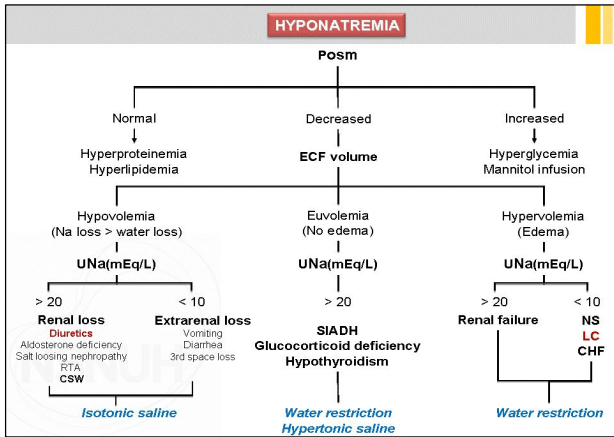 HYPONATREMIA
Posm
Normal
Decreased
Increased
Hyperproteinemia
Hyperlipidemia
ECF volume
Hyperglycemia
Mannitol infusion
Hypovolemia
(Na loss > water loss)
Euvolemia
(No edema)
Hypervolemia
(Edema)
UNa(mEq/L)
UNa(mEq/L)
UNa(mEq/L)
> 20
< 10
> 20
> 20
< 10
Renal loss
Diuretics
Aldosterone deficiency
Salt loosing nephropathy
RTA
CSW
Extrarenal loss
Vomiting
Diarrhea
3rd space loss
SIADH
Glucocorticoid deficiency
Hypothyroidism
Renal failure
NS
LC
CHF
Isotonic saline
Water restriction
Hypertonic saline
Water restriction